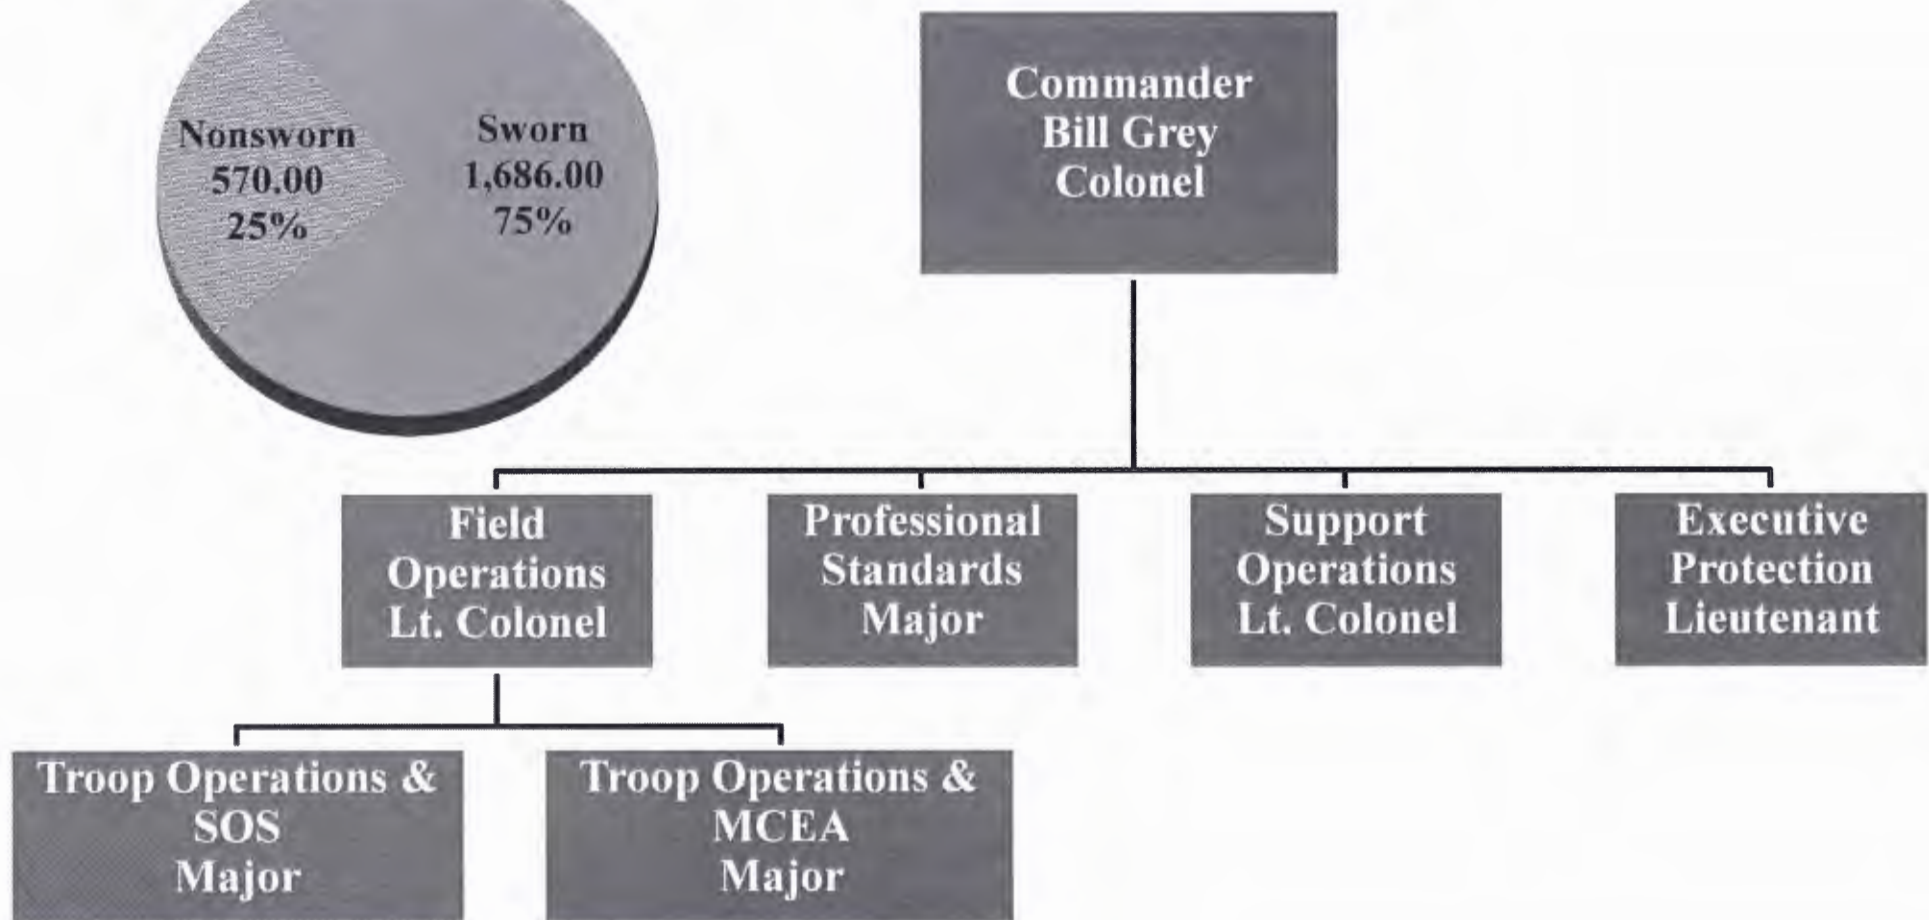 Nonsworn
570.00
25%
Sworn
1,686.00
75%
Commander
Bill Grey
Colonel
Field
Operations
Lt. Colonel
Professional
Standards
Major
Support
Operations
Lt. Colonel
Executive
Protection
Lieutenant
Troop Operations &
SOS
Major
Troop Operations &
MCEA
Major